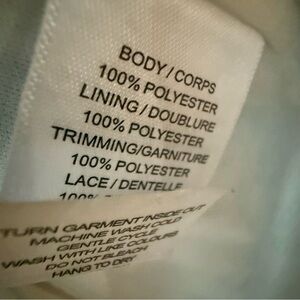 BODY/CORPS
100% POLYESTER
LINING/DOUBLURE
100% POLYESTER
TRIMMING/GARNITURE
100% POLYESTER
LACE/DENTELLE
100%
TURN GARMENT INSIDE OUT
MACHINE WASH COLD
GENTLE CYCLE
WASH WITH LIKE COLOURS
DO NOT BLEACH
HANG TO DRY